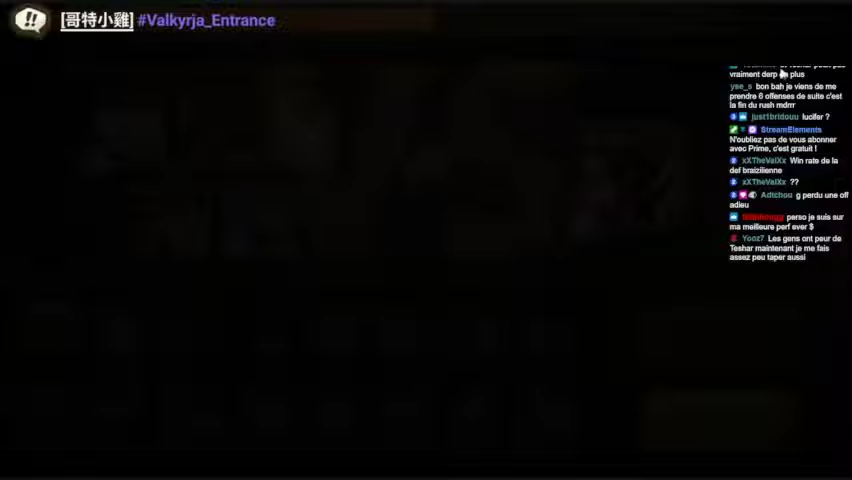 [哥特小雞] #Valkyrja_Entrance
vraiment derp en plus
yee_s bon bah je viens de me
prendre 6 offenses de suite c'est
la fin du rush mdrrr
just1bridouu lucifer ?
StreamElements
N'oubliez pas de vous abonner
avec Prime, c'est gratuit !
xXTheValXx Win rate de la
def braizilienne
xXTheValXx ??
Adtchou g perdu une off
adieu
perso je suis sur
ma meilleure perf ever $
Yooz7 Les gens ont peur de
Teshar maintenant je me fais
assez peu taper aussi